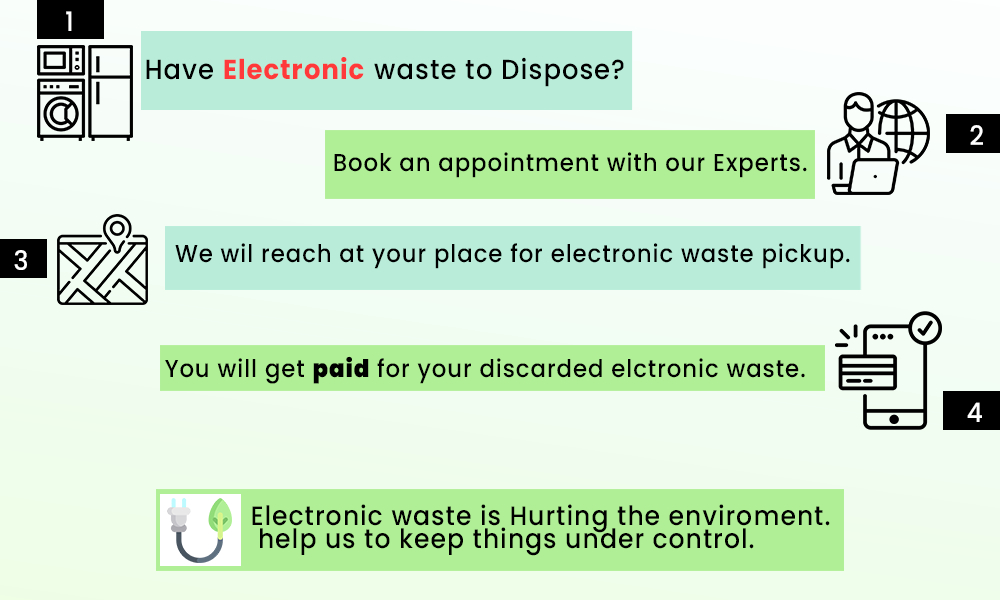 1
Have Electronic waste to Dispose?
2
Book an appointment with our Experts.
3
We wil reach at your place for electronic waste pickup.
You will get paid for your discarded elctronic waste.
4
Electronic waste is Hurting the enviroment.
help us to keep things under control.